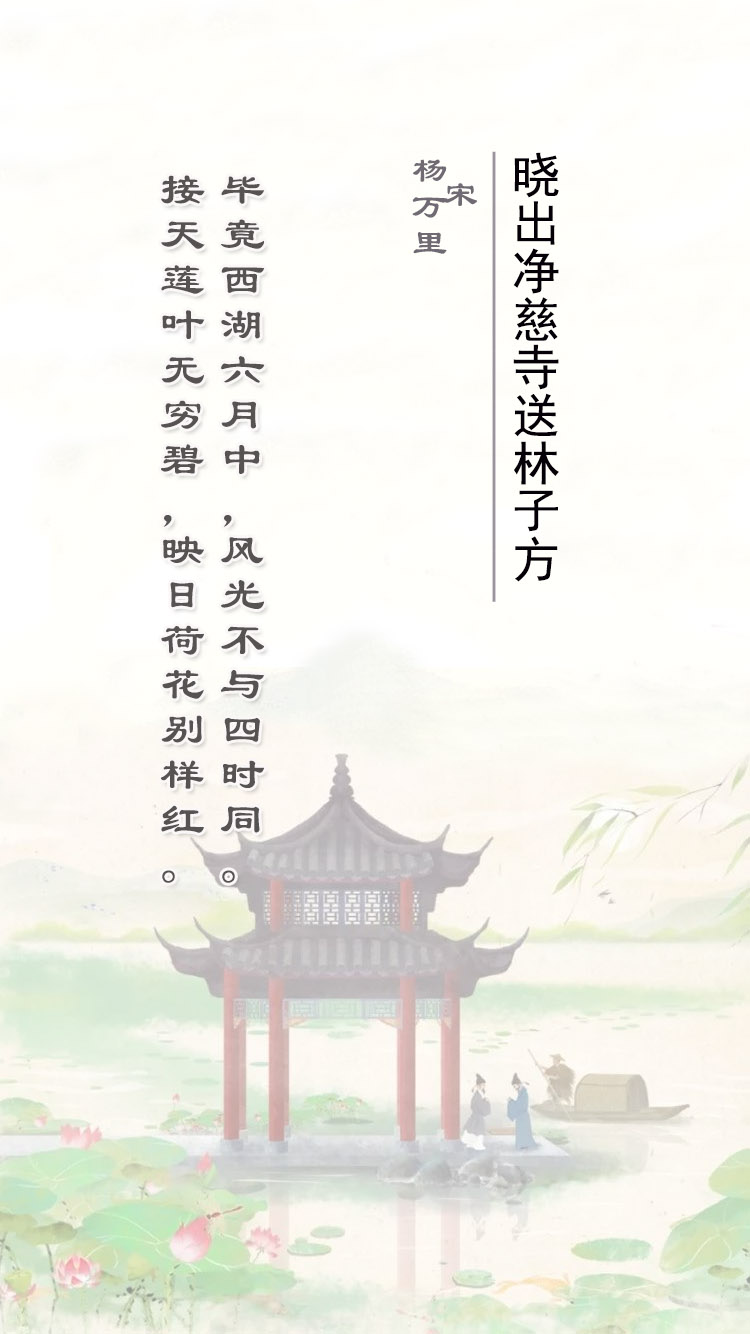 晓出净慈寺送林子方
宋
杨万里
毕竟西湖六月中，风光不与四时同。
接天莲叶无穷碧，映日荷花别样红。